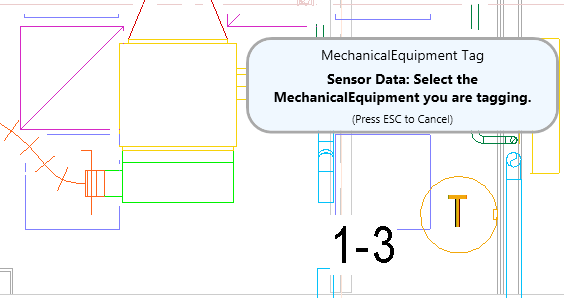 MechanicalEquipment Tag
Sensor Data: Select the
MechanicalEquipment you are tagging.
(Press ESC to Cancel)
T
1-3